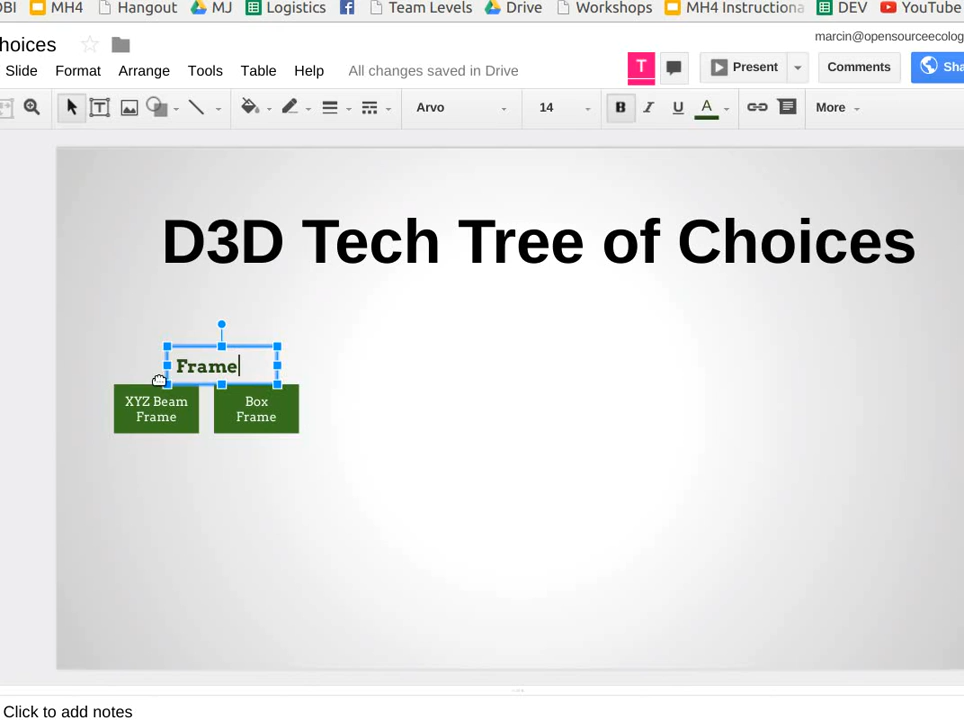 OBI MH4 Hangout MJ Logistics Team Levels Drive Workshops MH4 Instructiona DEV YouTube
hoices
marcin@opensourceecolog
Slide Format Arrange Tools Table Help All changes saved in Drive
T Present Comments Sha
Arvo 14 B I U A More
D3D Tech Tree of Choices
Frame
XYZ Beam
Frame
Box
Frame
Click to add notes